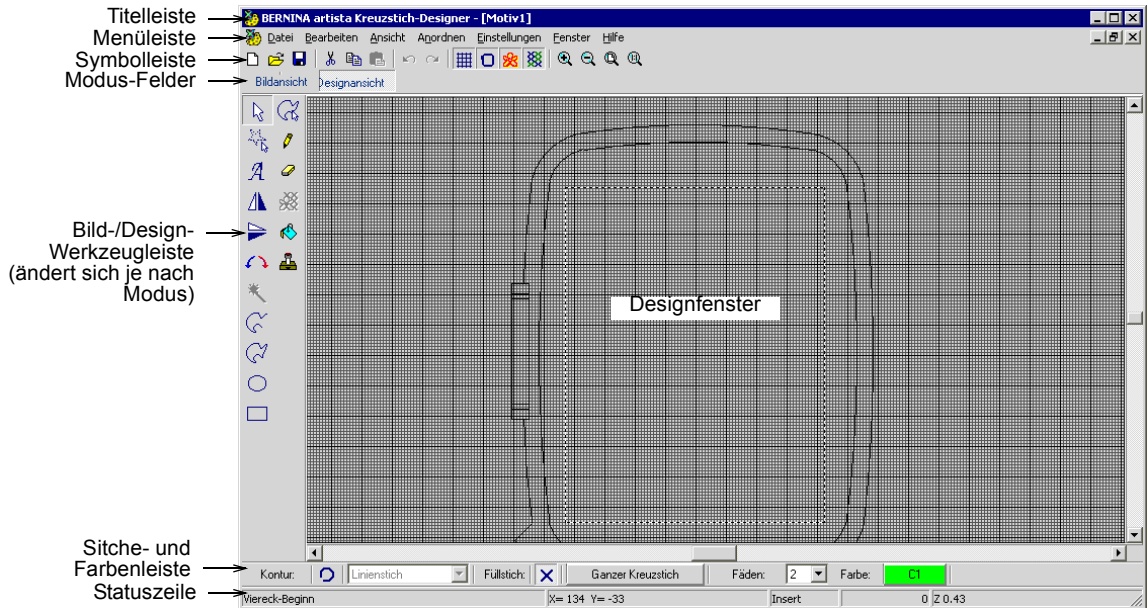 Titelleiste
BERNINA artista Kreuzstich-Designer - [Motiv1]
Menüleiste
Datei Bearbeiten Ansicht Anordnen Einstellungen Fenster Hilfe
Symbolleiste
Modus-Felder
Bildansicht Designansicht
Bild-/Design-
Werkzeugleiste
(ändert sich je nach
Modus)
Designfenster
Sitche- und
Farbenleiste
Kontur: Linienstich Füllstich: Ganzer Kreuzstich Fäden: 2 Farbe: C1
Statuszeile
Viereck-Beginn X= 134 Y= -33 Insert 0 Z 0.43